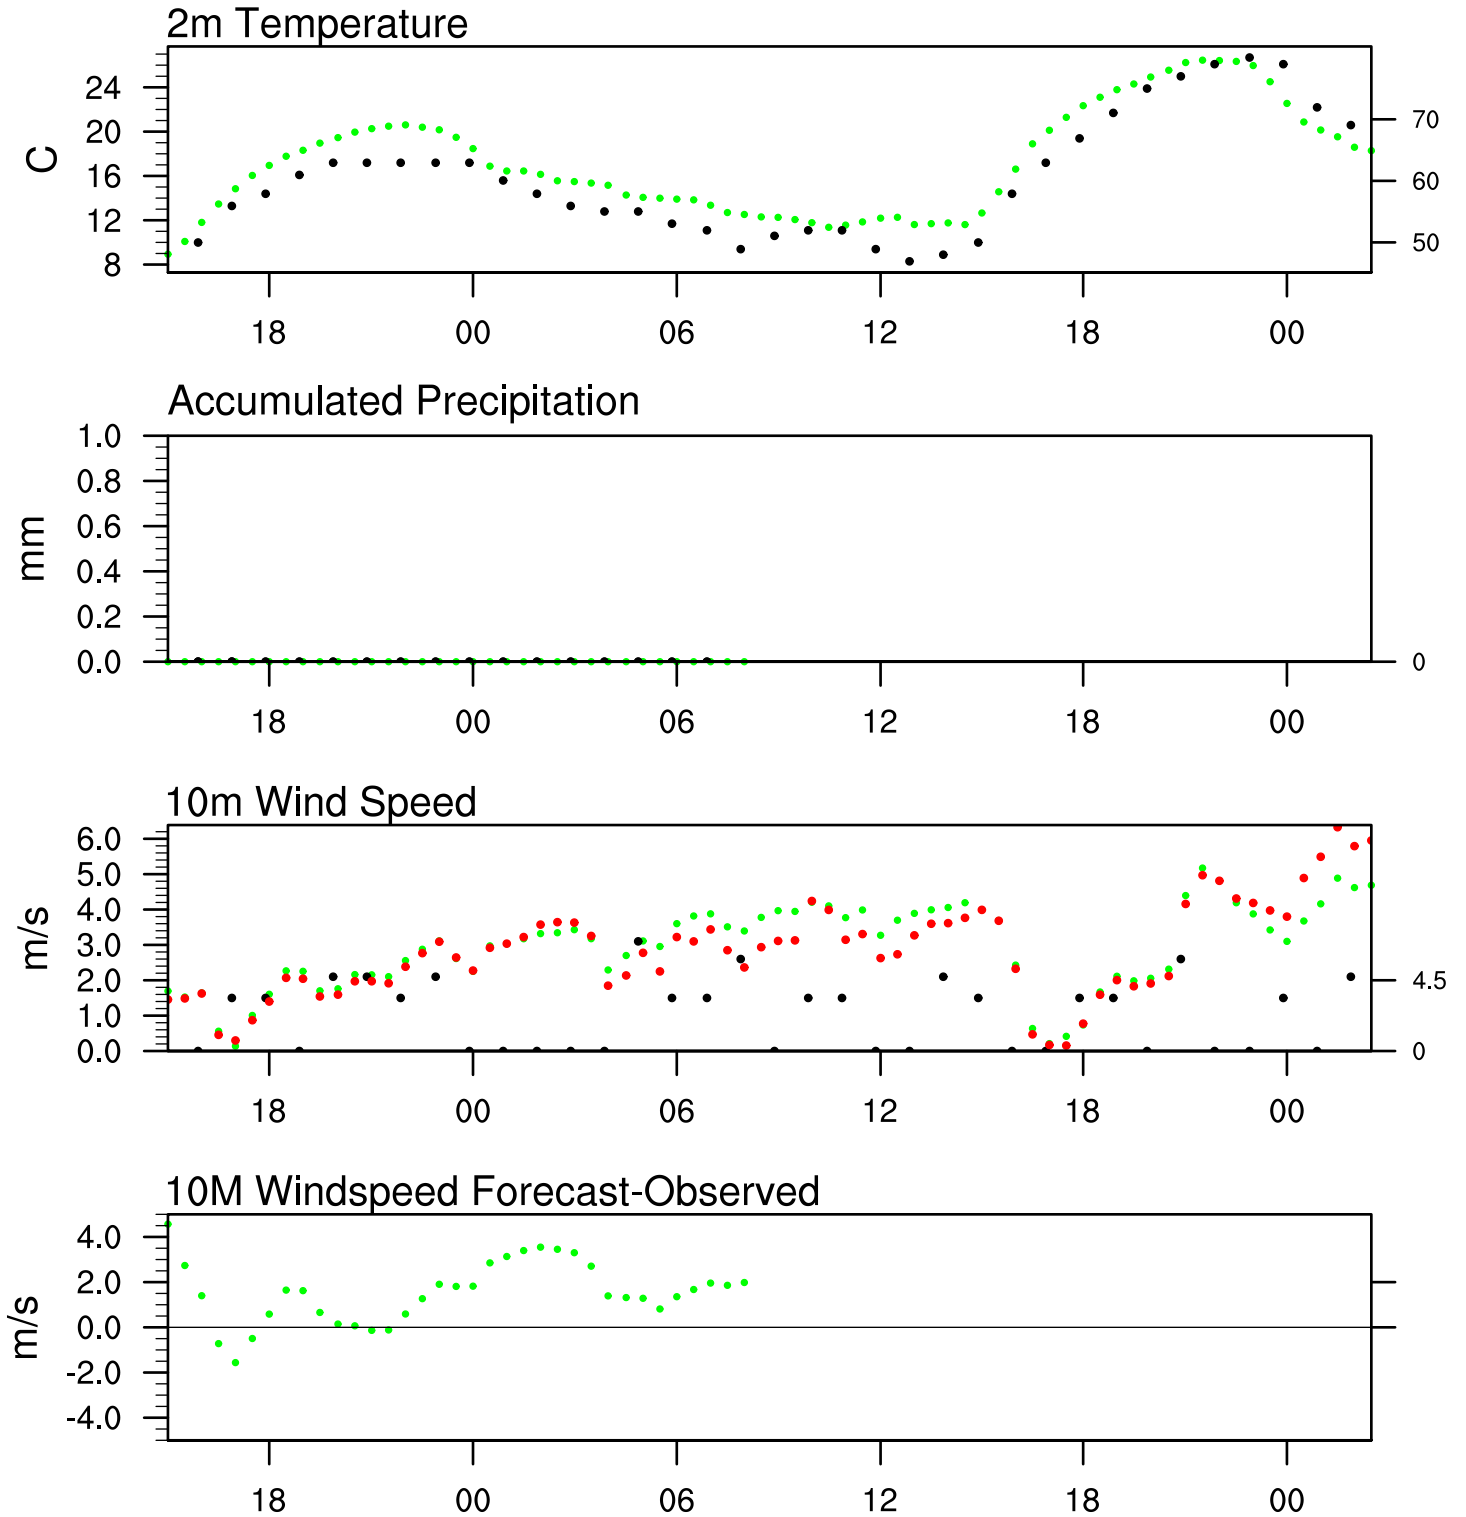 2m Temperature
C
24
20
16
12
8
70
60
50
18 00 06 12 18 00
Accumulated Precipitation
mm
1.0
0.8
0.6
0.4
0.2
0.0
0
18 00 06 12 18 00
10m Wind Speed
m/s
6.0
5.0
4.0
3.0
2.0
1.0
0.0
4.5
0
18 00 06 12 18 00
10M Windspeed Forecast-Observed
m/s
4.0
2.0
0.0
-2.0
-4.0
18 00 06 12 18 00